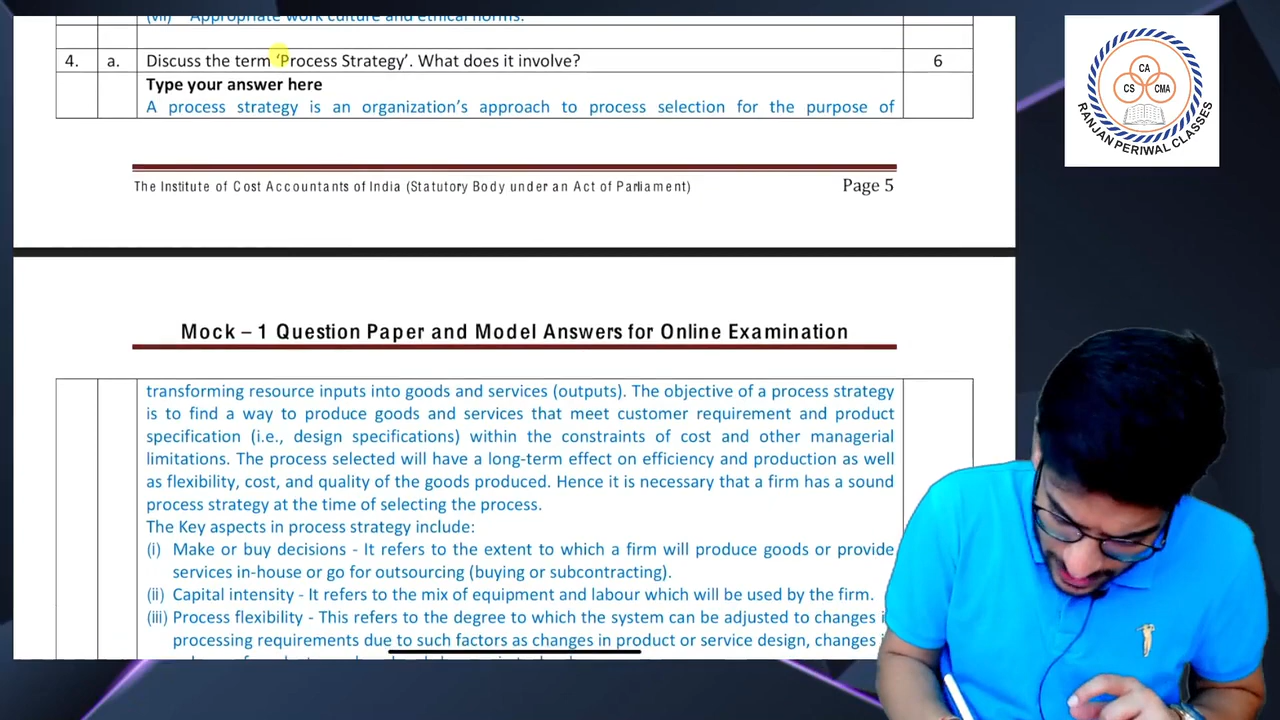 (vii) Appropriate work culture and ethical norms.
4. a. Discuss the term ‘Process Strategy’. What does it involve? 6
Type your answer here
A process strategy is an organization’s approach to process selection for the purpose of
The Institute of Cost Accountants of India (Statutory Body under an Act of Parliament) Page 5
Mock – 1 Question Paper and Model Answers for Online Examination
transforming resource inputs into goods and services (outputs). The objective of a process strategy
is to find a way to produce goods and services that meet customer requirement and product
specification (i.e., design specifications) within the constraints of cost and other managerial
limitations. The process selected will have a long-term effect on efficiency and production as well
as flexibility, cost, and quality of the goods produced. Hence it is necessary that a firm has a sound
process strategy at the time of selecting the process.
The Key aspects in process strategy include:
(i) Make or buy decisions - It refers to the extent to which a firm will produce goods or provide
services in-house or go for outsourcing (buying or subcontracting).
(ii) Capital intensity - It refers to the mix of equipment and labour which will be used by the firm.
(iii) Process flexibility - This refers to the degree to which the system can be adjusted to changes
processing requirements due to such factors as changes in product or service design, changes
CA
CS
CMA
RANJAN PERIWAL CLASSES